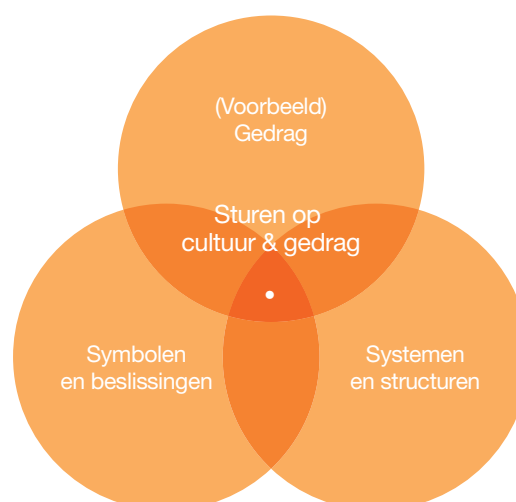 (Voorbeeld)
Gedrag
Sturen op
cultuur & gedrag
Symbolen
en beslissingen
Systemen
en structuren